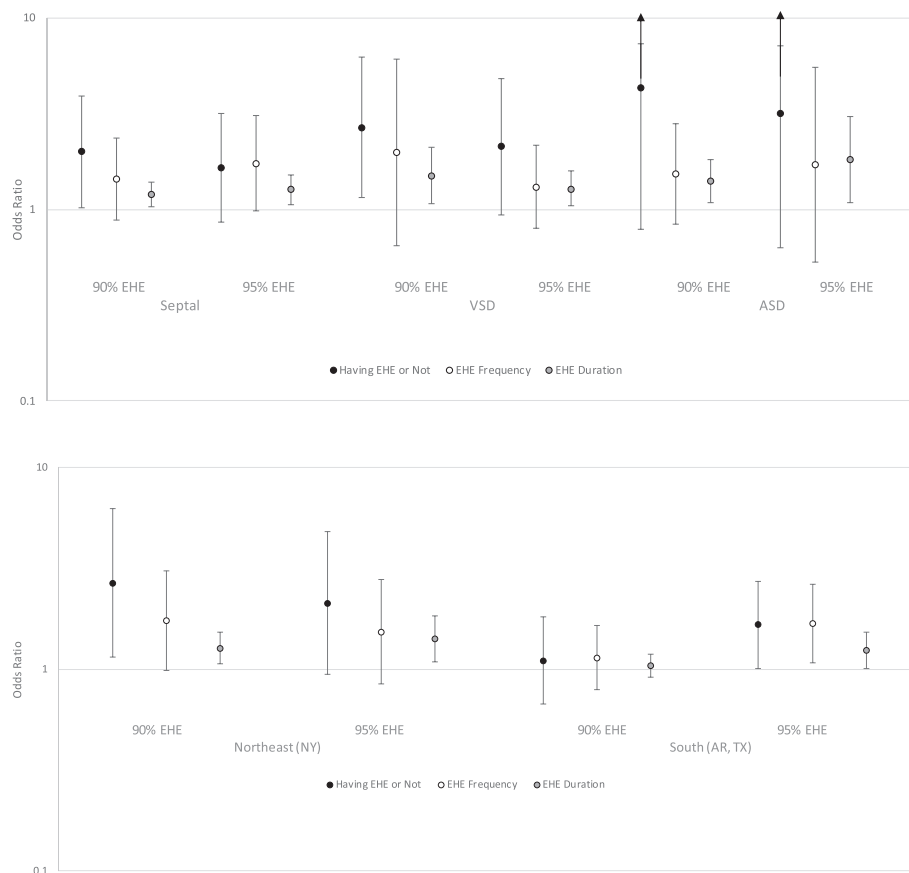 10
Odds Ratio
1
90% EHE 95% EHE 90% EHE 95% EHE 90% EHE 95% EHE
Septal VSD ASD
Having EHE or Not EHE Frequency EHE Duration
0.1
10
Odds Ratio
1
90% EHE 95% EHE 90% EHE 95% EHE
Northeast (NY) South (AR, TX)
Having EHE or Not EHE Frequency EHE Duration
0.1